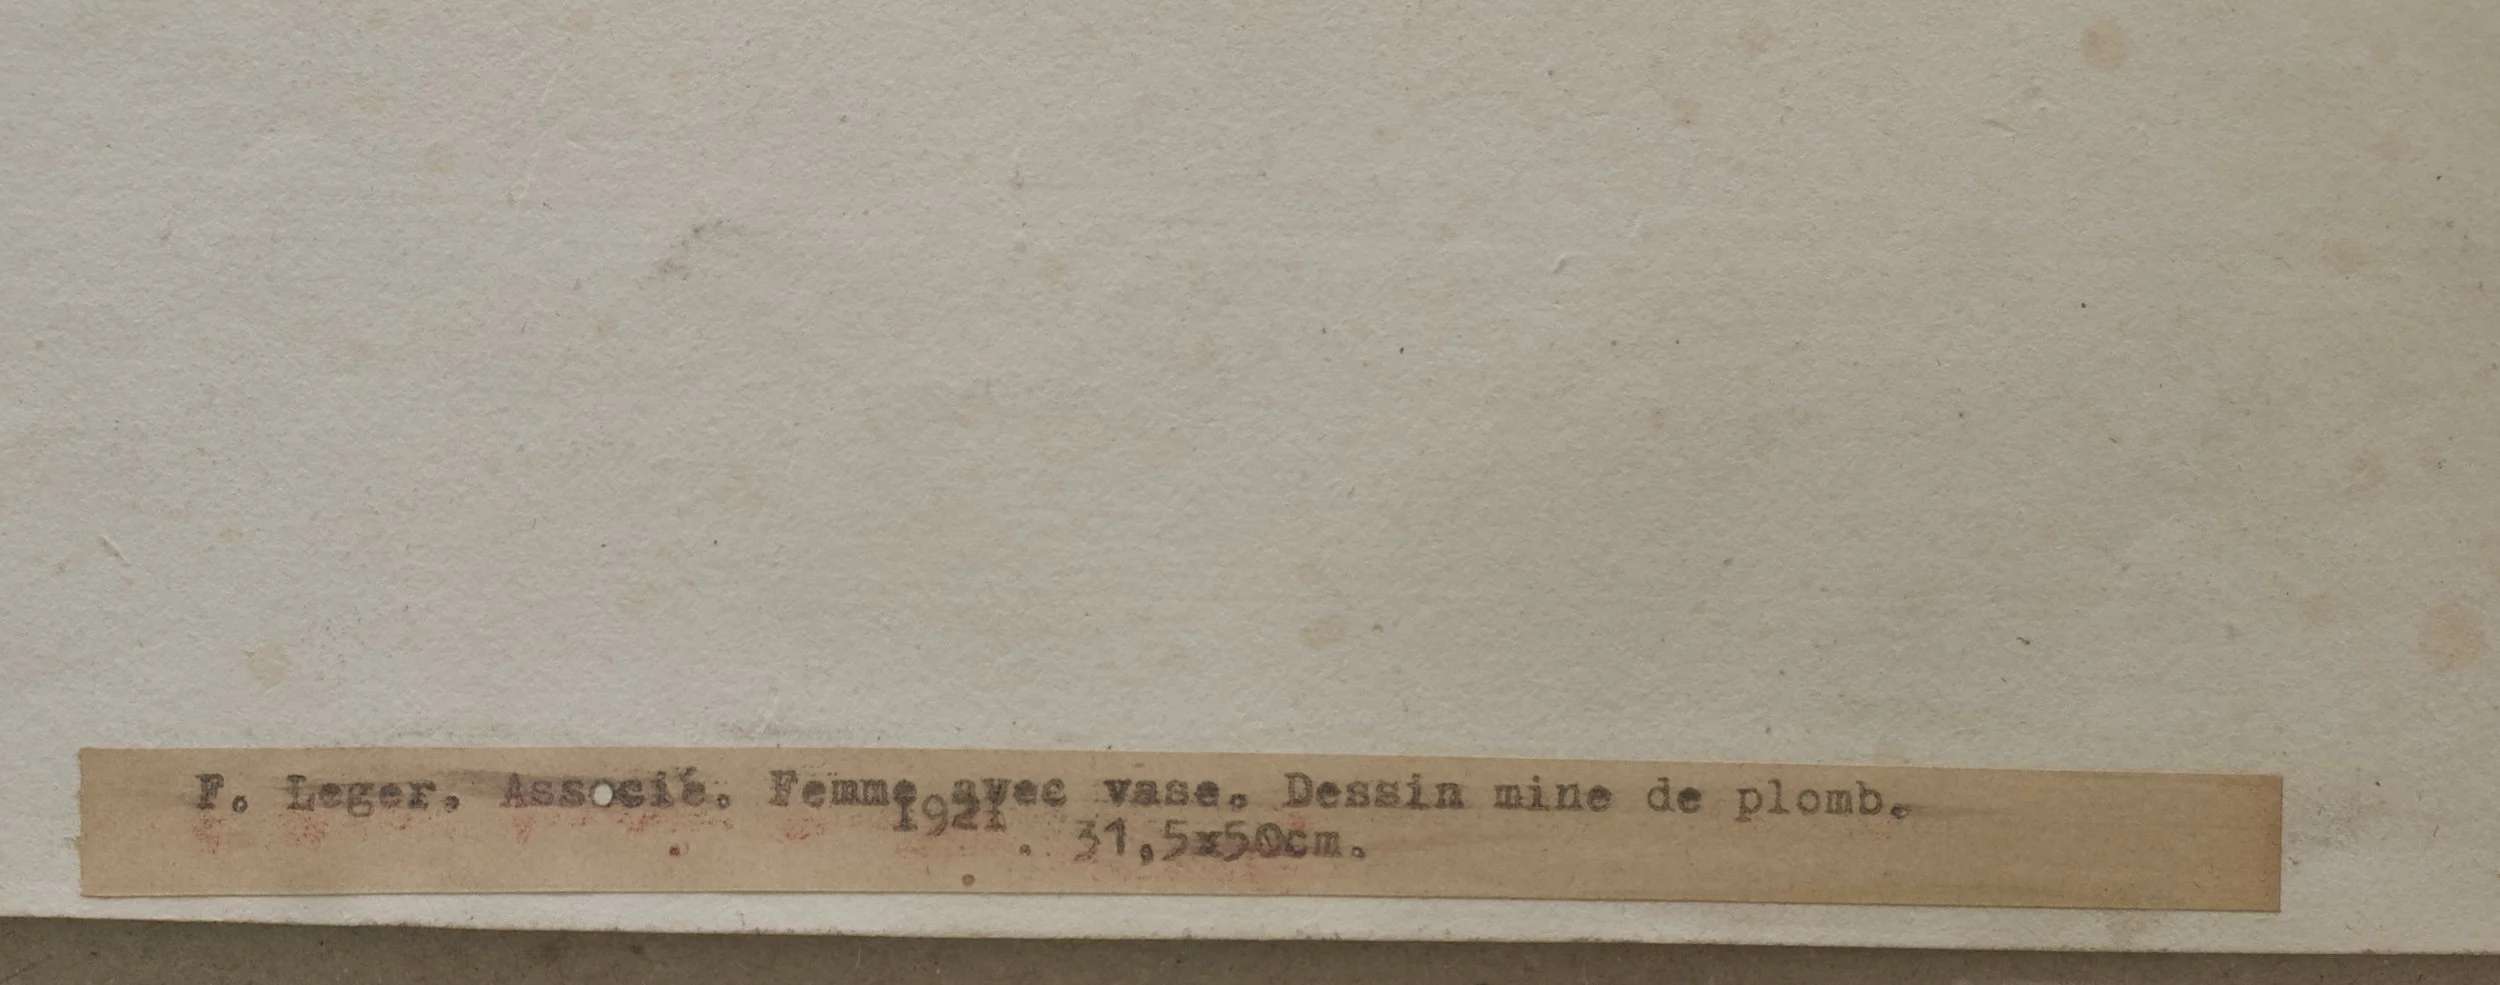 F. Leger. Associé. Femme avec vase. Dessin mine de plomb.
1921 . 31,5x50cm.